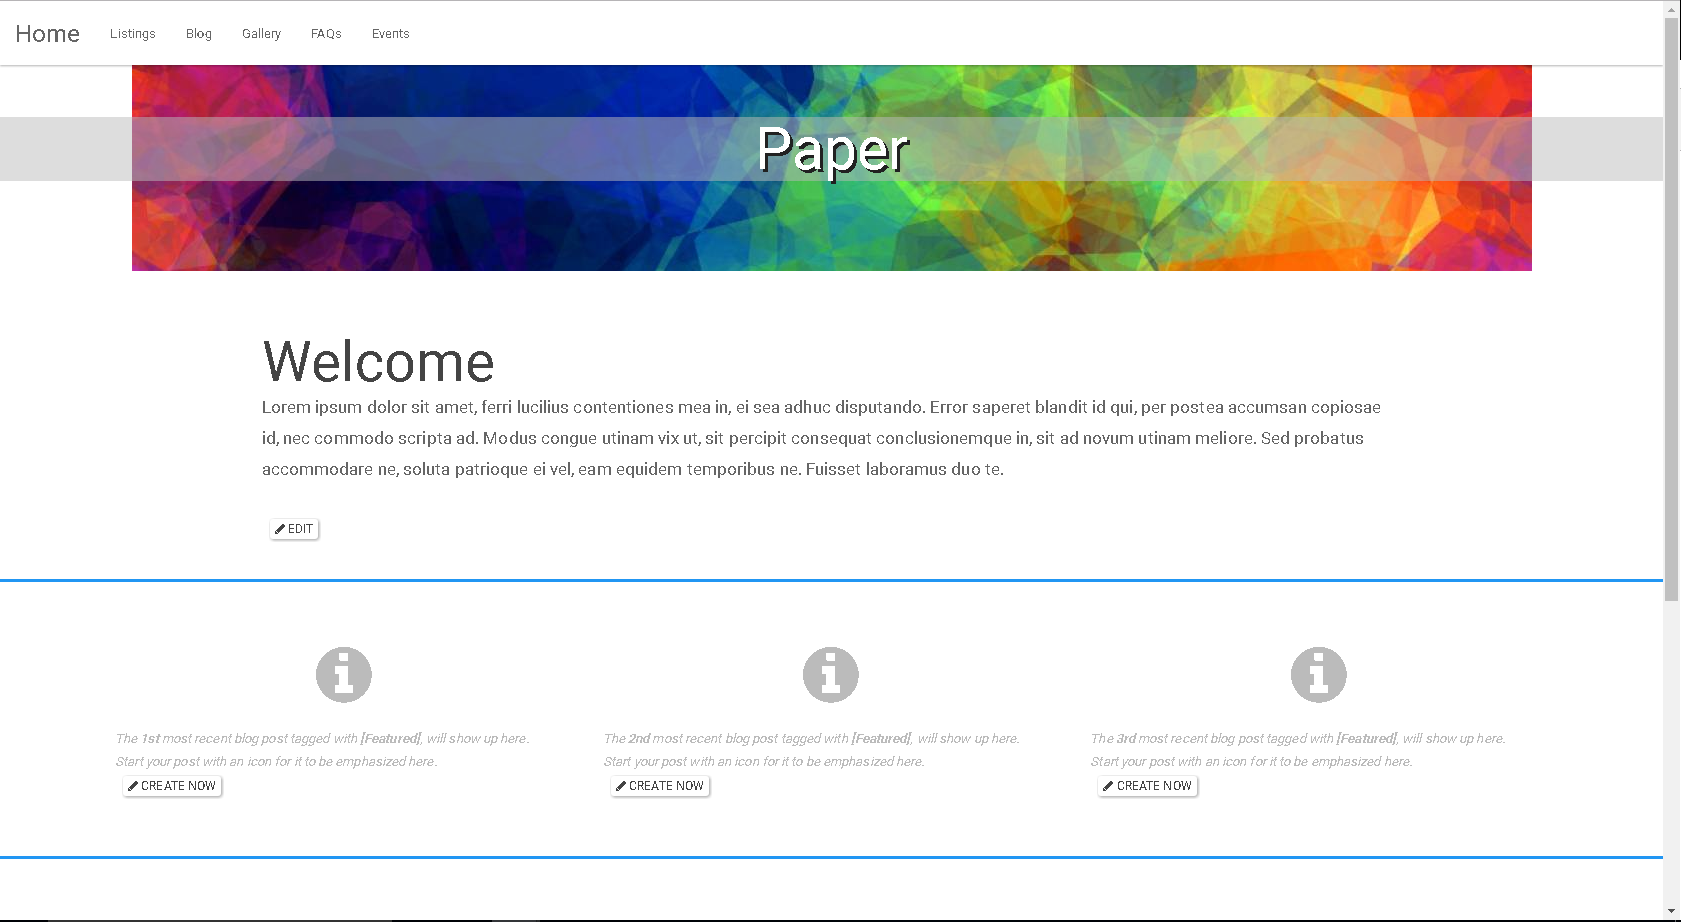 Home Listings Blog Gallery FAQs Events
Paper
Welcome
Lorem ipsum dolor sit amet, ferri lucilius contentiones mea in, ei sea adhuc disputando. Error saperet blandit id qui, per postea accumsan copiosae
id, nec commodo scripta ad. Modus congue utinam vix ut, sit percipit consequat conclusionemque in, sit ad novum utinam meliore. Sed probatus
accommodare ne, soluta patrioque ei vel, eam equidem temporibus ne. Fuisset laboramus duo te.
EDIT
The 1st most recent blog post tagged with [Featured], will show up here.
Start your post with an icon for it to be emphasized here.
CREATE NOW
The 2nd most recent blog post tagged with [Featured], will show up here.
Start your post with an icon for it to be emphasized here.
CREATE NOW
The 3rd most recent blog post tagged with [Featured], will show up here.
Start your post with an icon for it to be emphasized here.
CREATE NOW